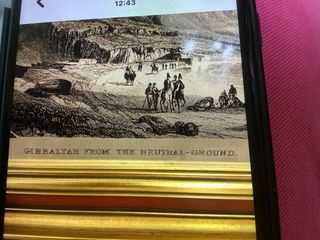 12:43
GIBRALTAR FROM THE NEUTRAL-GROUND.